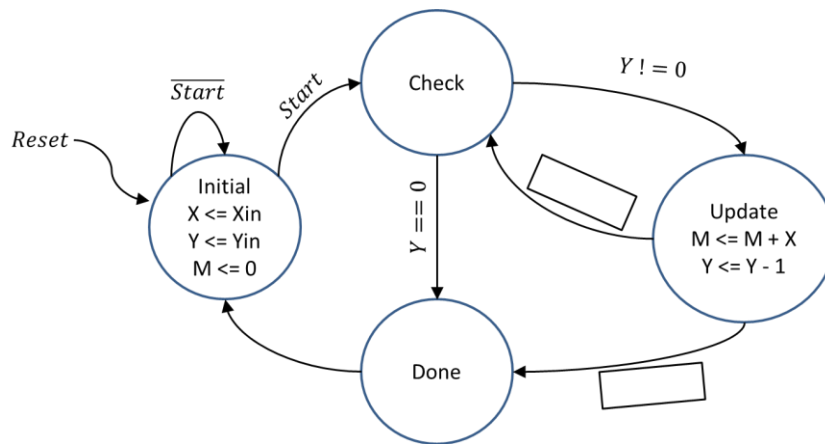 Check
Y != 0
Start
Start
Reset
Initial
X <= Xin
Y <= Yin
M <= 0
Y == 0
Update
M <= M + X
Y <= Y - 1
Done